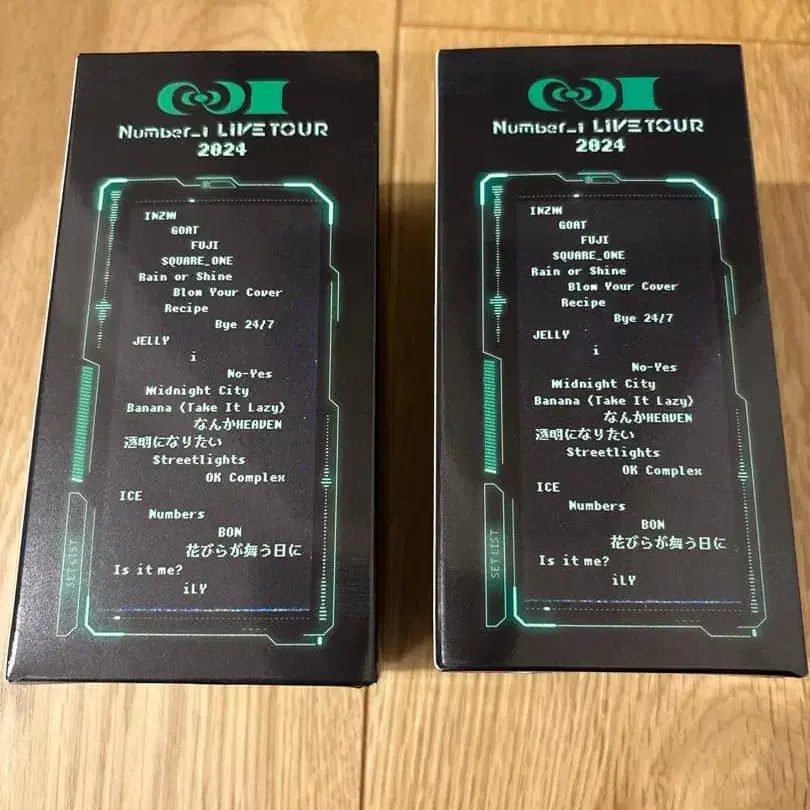 Number_i LIVE TOUR
2024
INZM
GOAT
FUJI
SQUARE_ONE
Rain or Shine
Blow Your Cover
Recipe
Bye 24/7
JELLY
i
No-Yes
Midnight City
Banana (Take It Lazy)
なんかHEAVEN
透明になりたい
Streetlights
OK Complex
ICE
Numbers
BON
花びらが舞う日に
Is it me?
iLY
SET LIST
Number_i LIVE TOUR
2024
INZM
GOAT
FUJI
SQUARE_ONE
Rain or Shine
Blow Your Cover
Recipe
Bye 24/7
JELLY
i
No-Yes
Midnight City
Banana (Take It Lazy)
なんかHEAVEN
透明になりたい
Streetlights
OK Complex
ICE
Numbers
BON
花びらが舞う日に
Is it me?
iLY
SET LIST